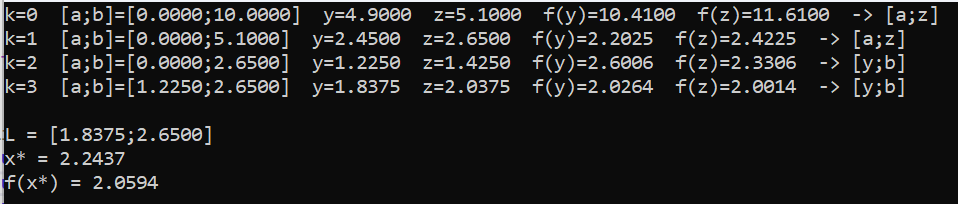 k=0  [a;b]=[0.0000;10.0000]  y=4.9000  z=5.1000  f(y)=10.4100  f(z)=11.6100  -> [a;z]
k=1  [a;b]=[0.0000;5.1000]  y=2.4500  z=2.6500  f(y)=2.2025  f(z)=2.4225  -> [a;z]
k=2  [a;b]=[0.0000;2.6500]  y=1.2250  z=1.4250  f(y)=2.6006  f(z)=2.3306  -> [y;b]
k=3  [a;b]=[1.2250;2.6500]  y=1.8375  z=2.0375  f(y)=2.0264  f(z)=2.0014  -> [y;b]
L = [1.8375;2.6500]
x* = 2.2437
f(x*) = 2.0594